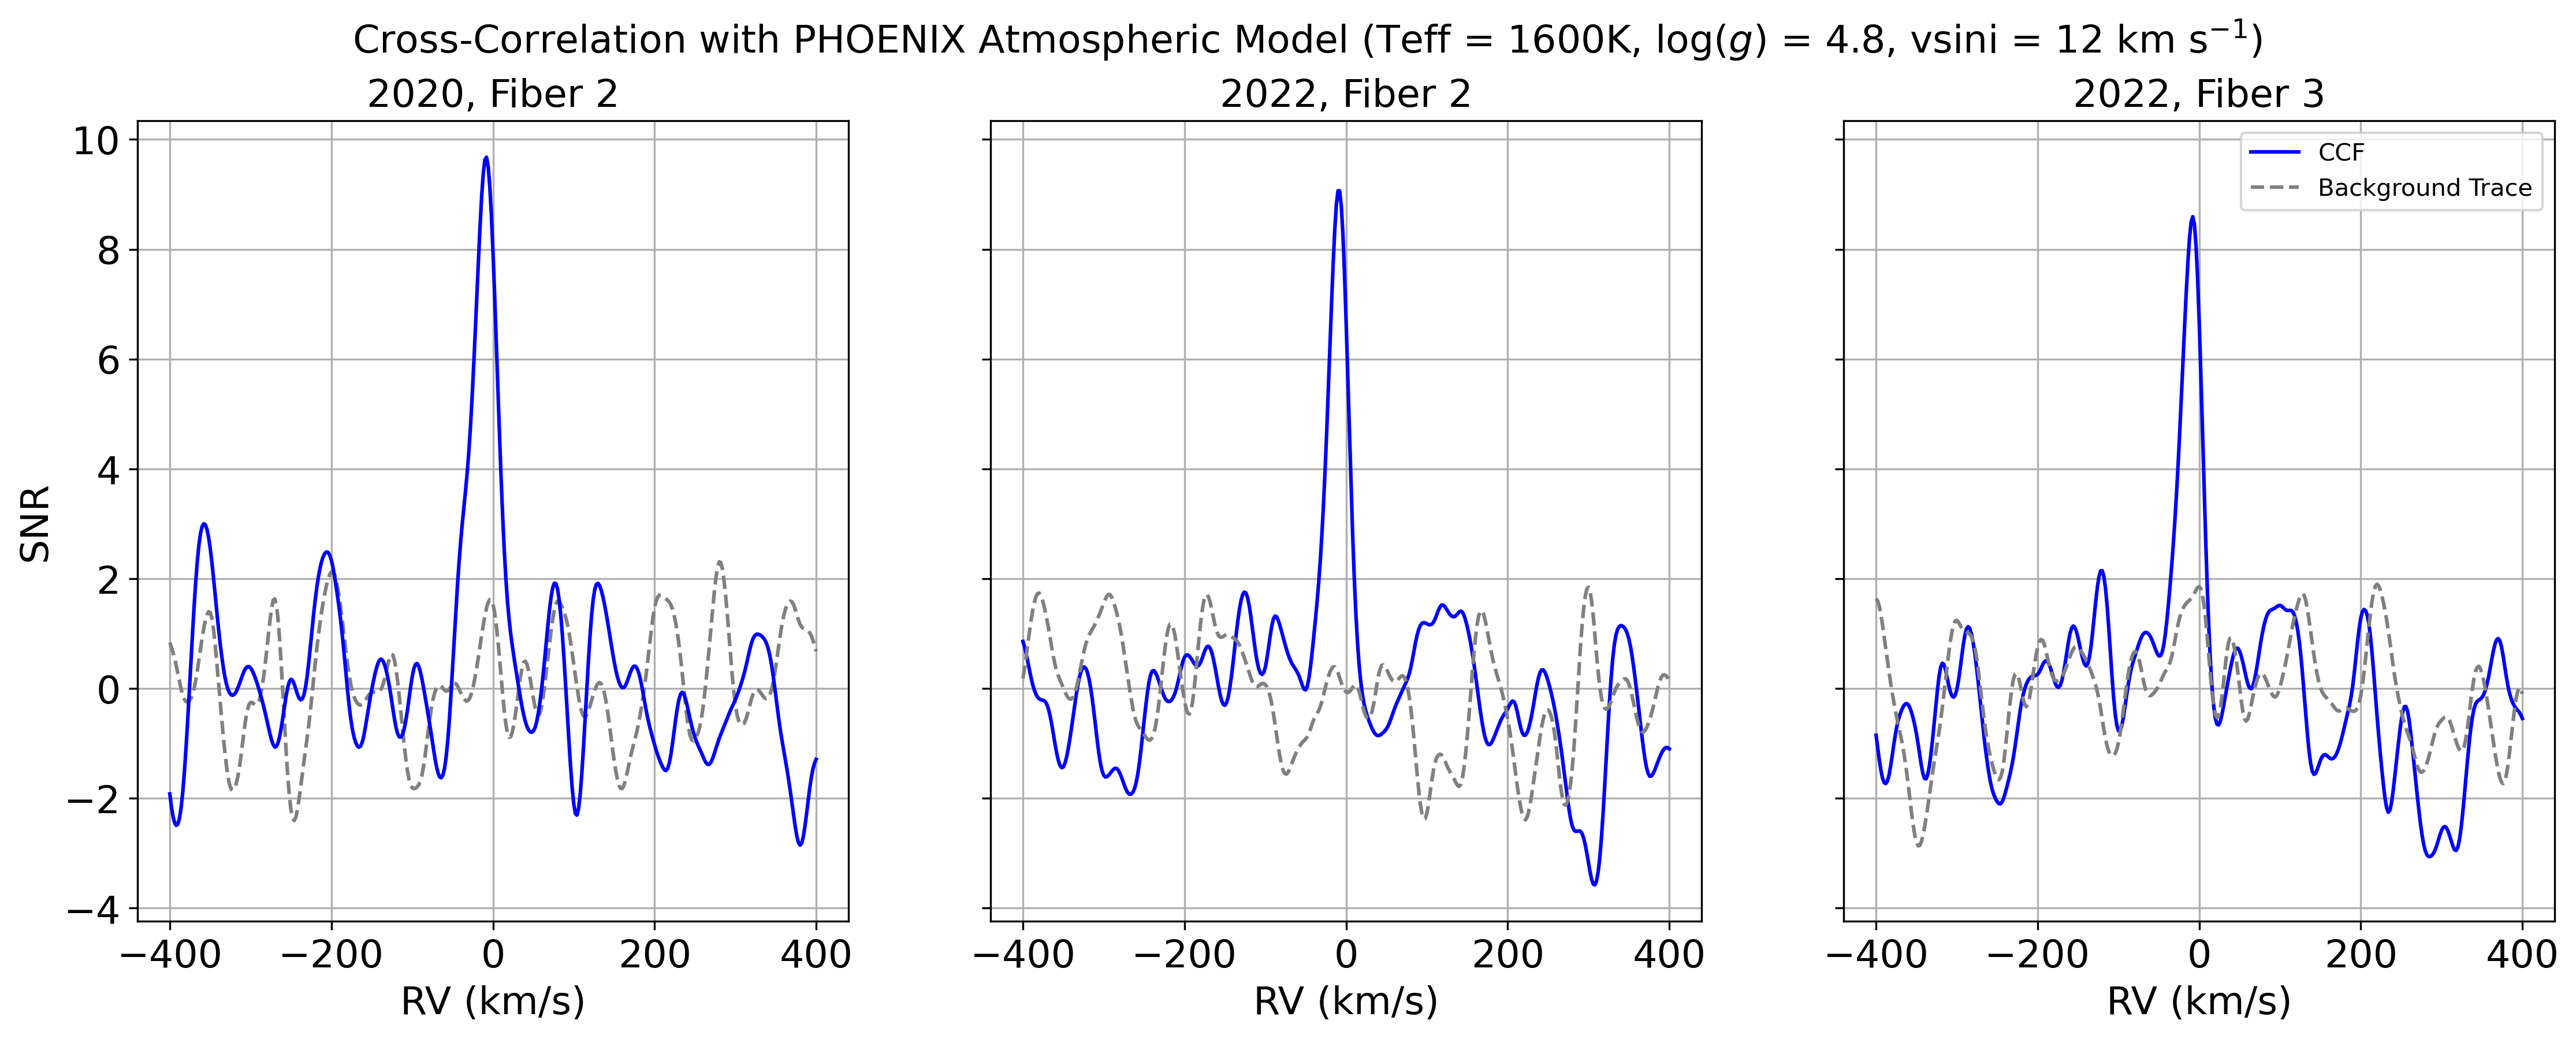 Cross-Correlation with PHOENIX Atmospheric Model (Teff = 1600K, log(g) = 4.8, vsini = 12 km s⁻¹)
2020, Fiber 2
2022, Fiber 2
2022, Fiber 3
CCF
Background Trace
SNR
10
8
6
4
2
0
−2
−4
−400 −200 0 200 400
−400 −200 0 200 400
−400 −200 0 200 400
RV (km/s)
RV (km/s)
RV (km/s)